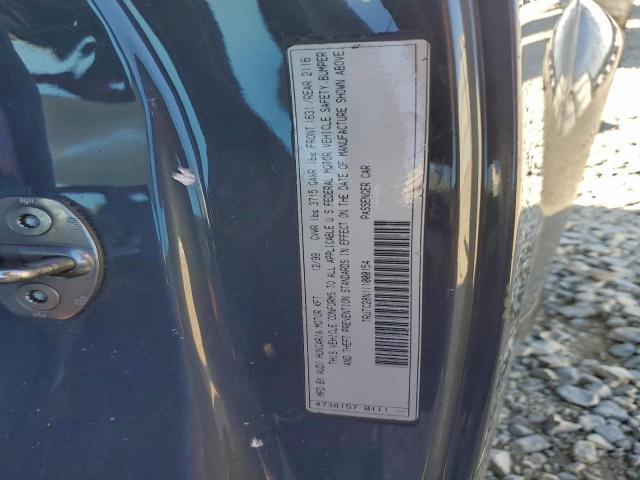 MFD BY AUDI HUNGARIA MOTOR KFT 12/99 GVWR lbs 3715 GAWR lbs FRONT 1631/REAR 2116
THIS VEHICLE CONFORMS TO ALL APPLICABLE U S FEDERAL MOTOR VEHICLE SAFETY.BUMPER
AND THEFT PREVENTION STANDARDS IN EFFECT ON THE DATE OF MANUFACTURE SHOWN ABOVE
TRUTC28N111000154 PASSENGER CAR
4738157 0111